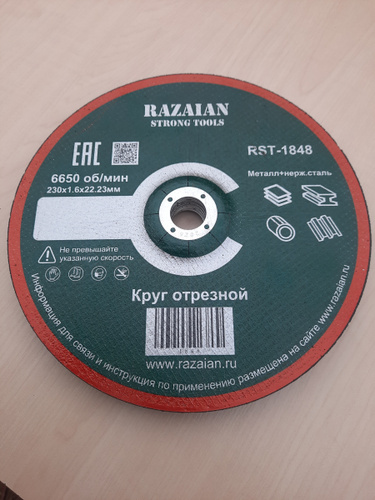 RAZAIAN
STRONG TOOLS
EAC
RST-1848
6650 об/мин
230x1.6x22.23мм
Металл+нерж.сталь
Не превышайте
указанную скорость
Круг отрезной
www.razaian.ru
Информация для связи и инструкция по применению размещена на сайте www.razaian.ru